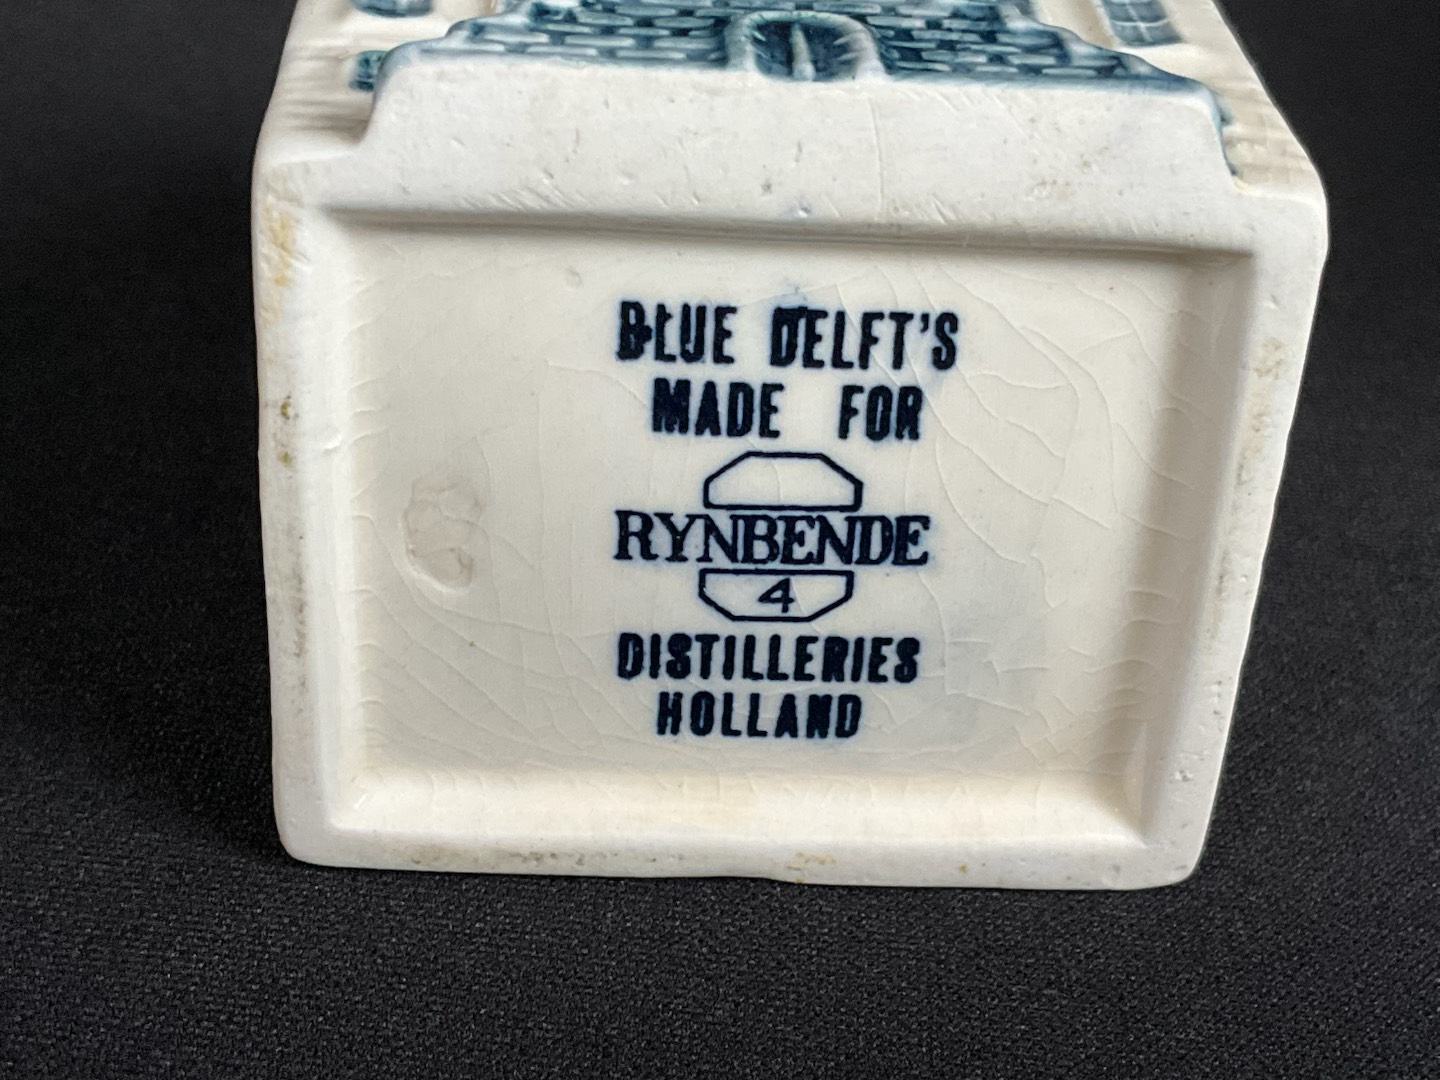 BLUE DELFT'S
MADE FOR
RYNBENDE
4
DISTILLERIES
HOLLAND